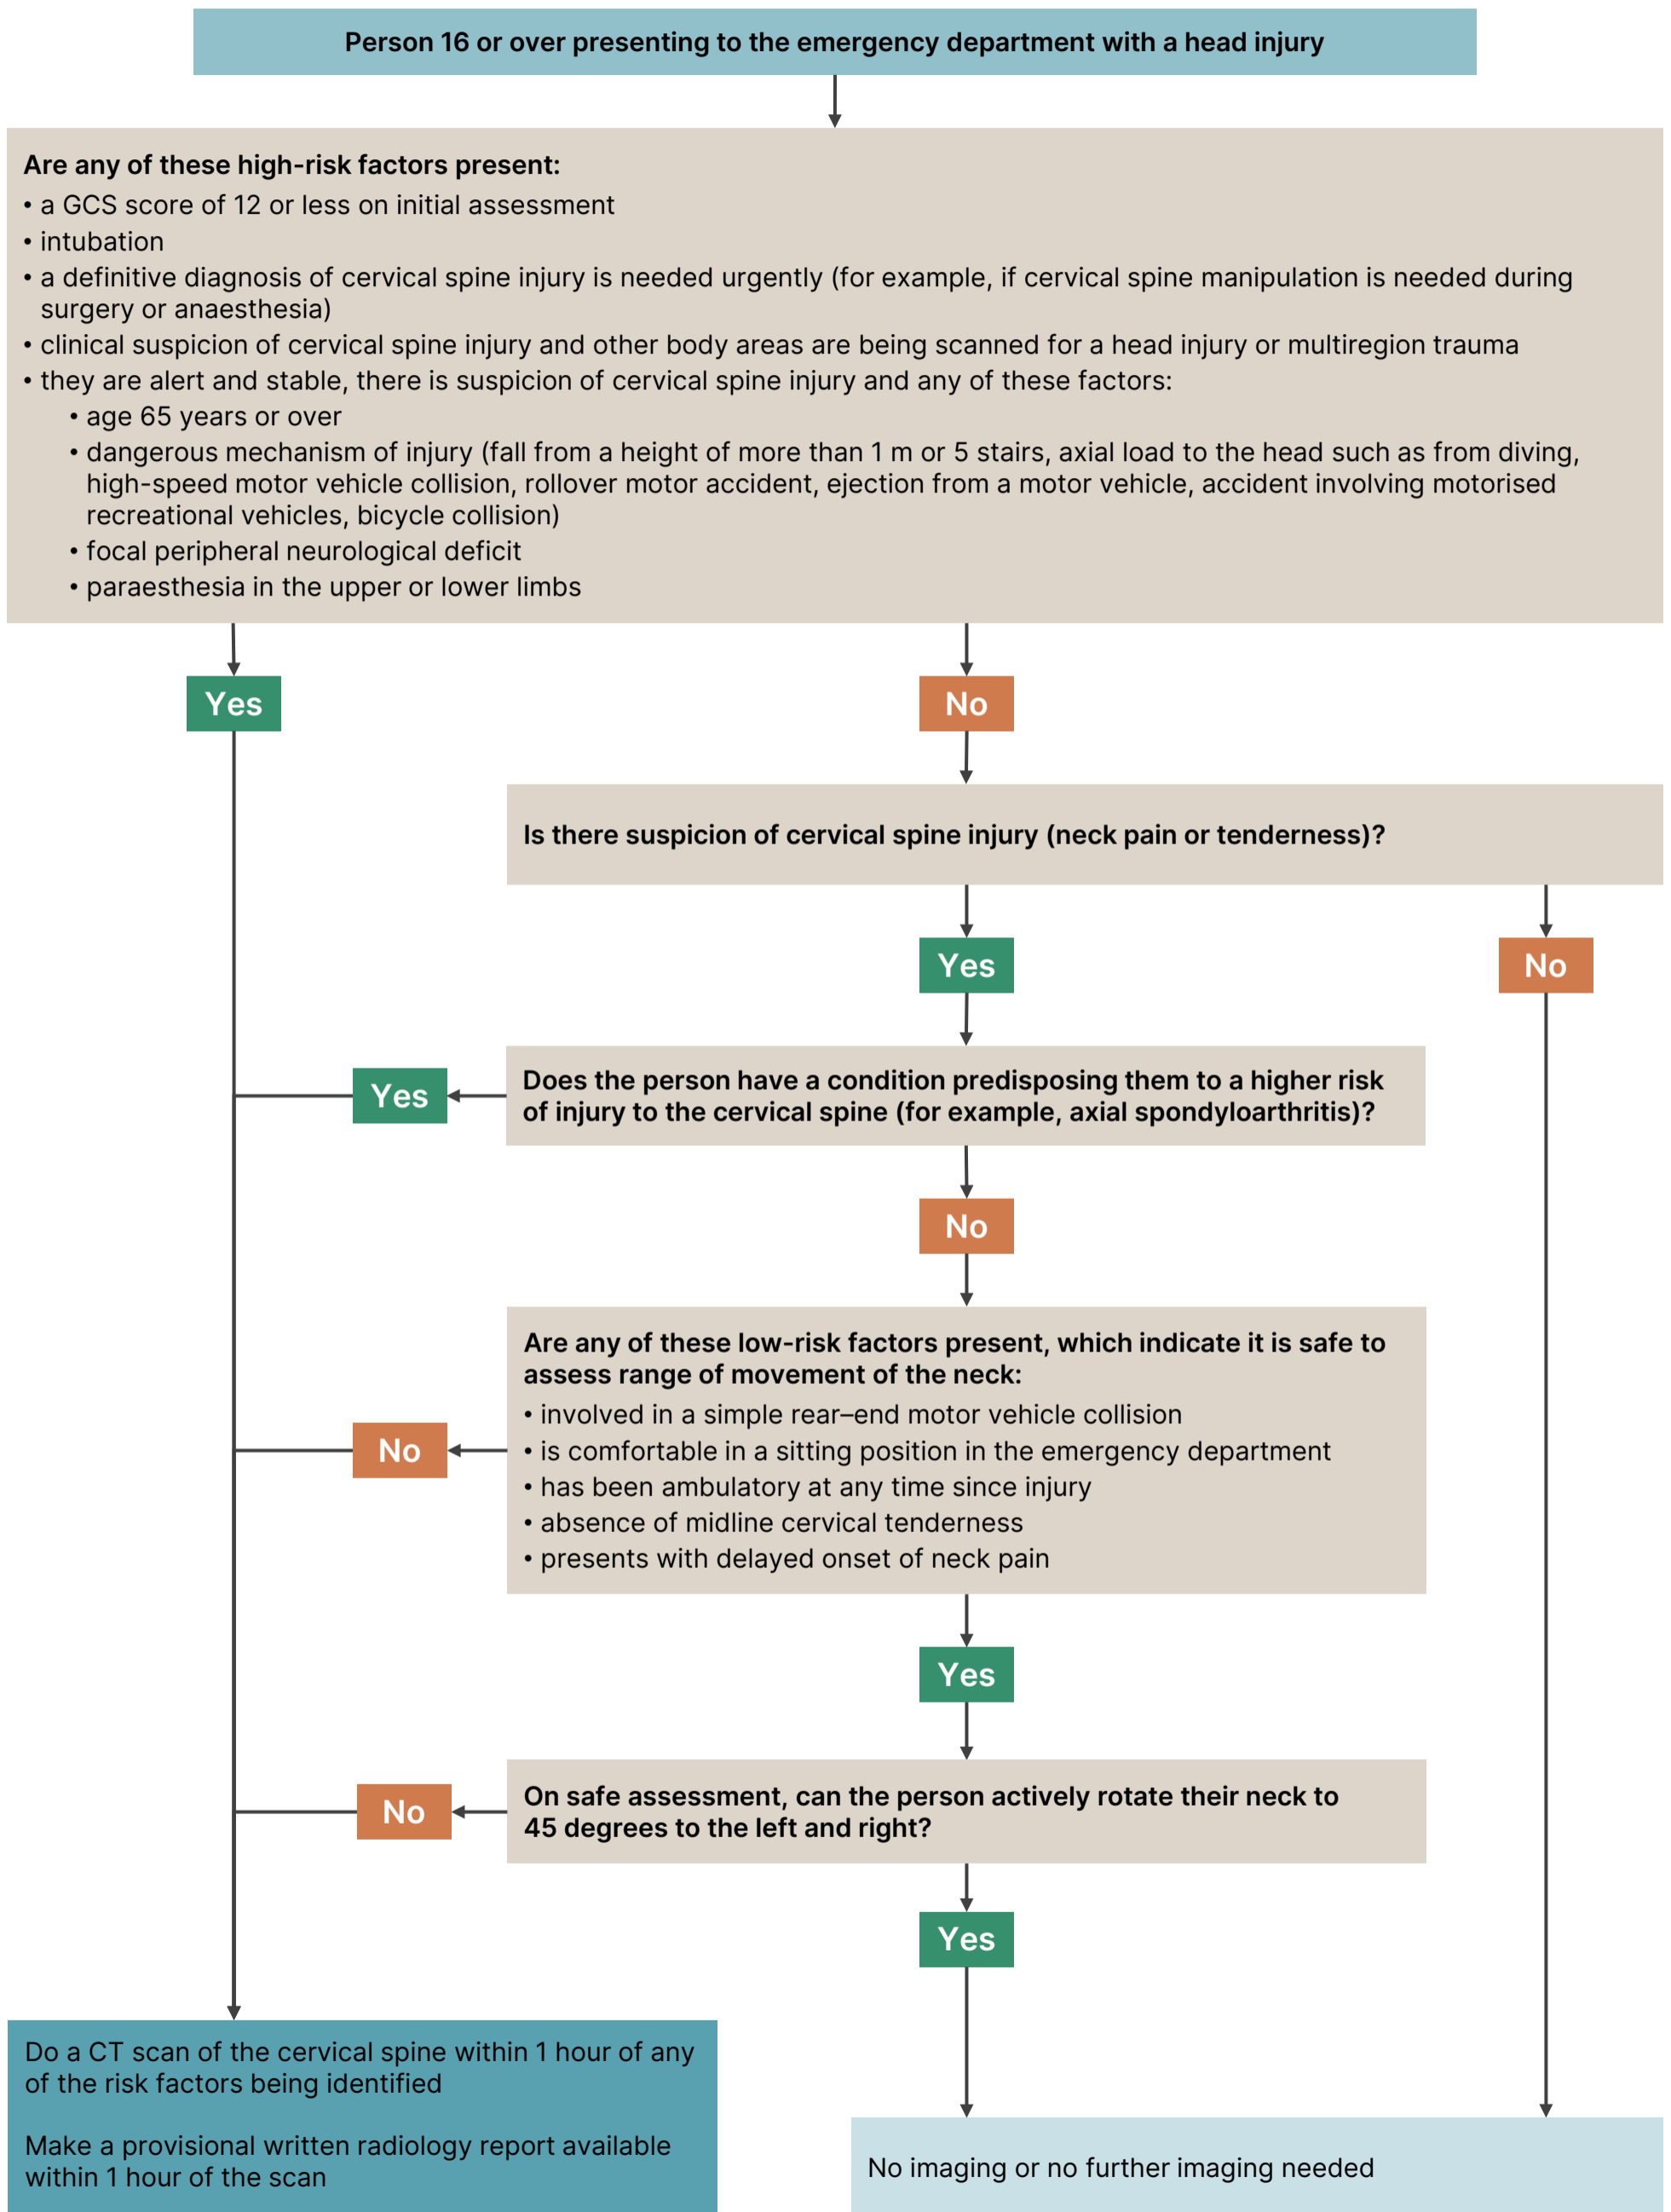 Person 16 or over presenting to the emergency department with a head injury
Are any of these high-risk factors present:
• a GCS score of 12 or less on initial assessment
• intubation
• a definitive diagnosis of cervical spine injury is needed urgently (for example, if cervical spine manipulation is needed during
surgery or anaesthesia)
• clinical suspicion of cervical spine injury and other body areas are being scanned for a head injury or multiregion trauma
• they are alert and stable, there is suspicion of cervical spine injury and any of these factors:
• age 65 years or over
• dangerous mechanism of injury (fall from a height of more than 1 m or 5 stairs, axial load to the head such as from diving,
high-speed motor vehicle collision, rollover motor accident, ejection from a motor vehicle, accident involving motorised
recreational vehicles, bicycle collision)
• focal peripheral neurological deficit
• paraesthesia in the upper or lower limbs
Yes
No
Is there suspicion of cervical spine injury (neck pain or tenderness)?
Yes
No
Yes
Does the person have a condition predisposing them to a higher risk
of injury to the cervical spine (for example, axial spondyloarthritis)?
No
Are any of these low-risk factors present, which indicate it is safe to
assess range of movement of the neck:
• involved in a simple rear–end motor vehicle collision
• is comfortable in a sitting position in the emergency department
• has been ambulatory at any time since injury
• absence of midline cervical tenderness
• presents with delayed onset of neck pain
No
Yes
On safe assessment, can the person actively rotate their neck to
45 degrees to the left and right?
No
Yes
Do a CT scan of the cervical spine within 1 hour of any
of the risk factors being identified
Make a provisional written radiology report available
within 1 hour of the scan
No imaging or no further imaging needed